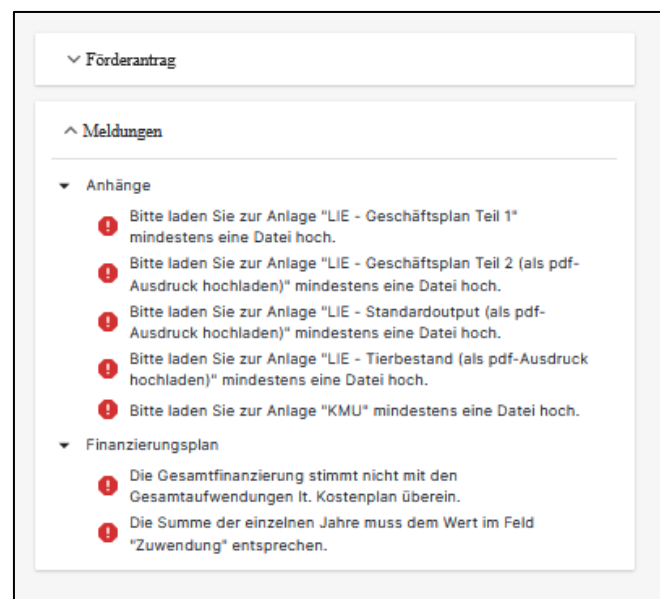 Förderantrag
Meldungen
Anhänge
Bitte laden Sie zur Anlage "LIE - Geschäftsplan Teil 1"
mindestens eine Datei hoch.
Bitte laden Sie zur Anlage "LIE - Geschäftsplan Teil 2 (als pdf-
Ausdruck hochladen)" mindestens eine Datei hoch.
Bitte laden Sie zur Anlage "LIE - Standardoutput (als pdf-
Ausdruck hochladen)" mindestens eine Datei hoch.
Bitte laden Sie zur Anlage "LIE - Tierbestand (als pdf-Ausdruck
hochladen)" mindestens eine Datei hoch.
Bitte laden Sie zur Anlage "KMU" mindestens eine Datei hoch.
Finanzierungsplan
Die Gesamtfinanzierung stimmt nicht mit den
Gesamtaufwendungen lt. Kostenplan überein.
Die Summe der einzelnen Jahre muss dem Wert im Feld
"Zuwendung" entsprechen.